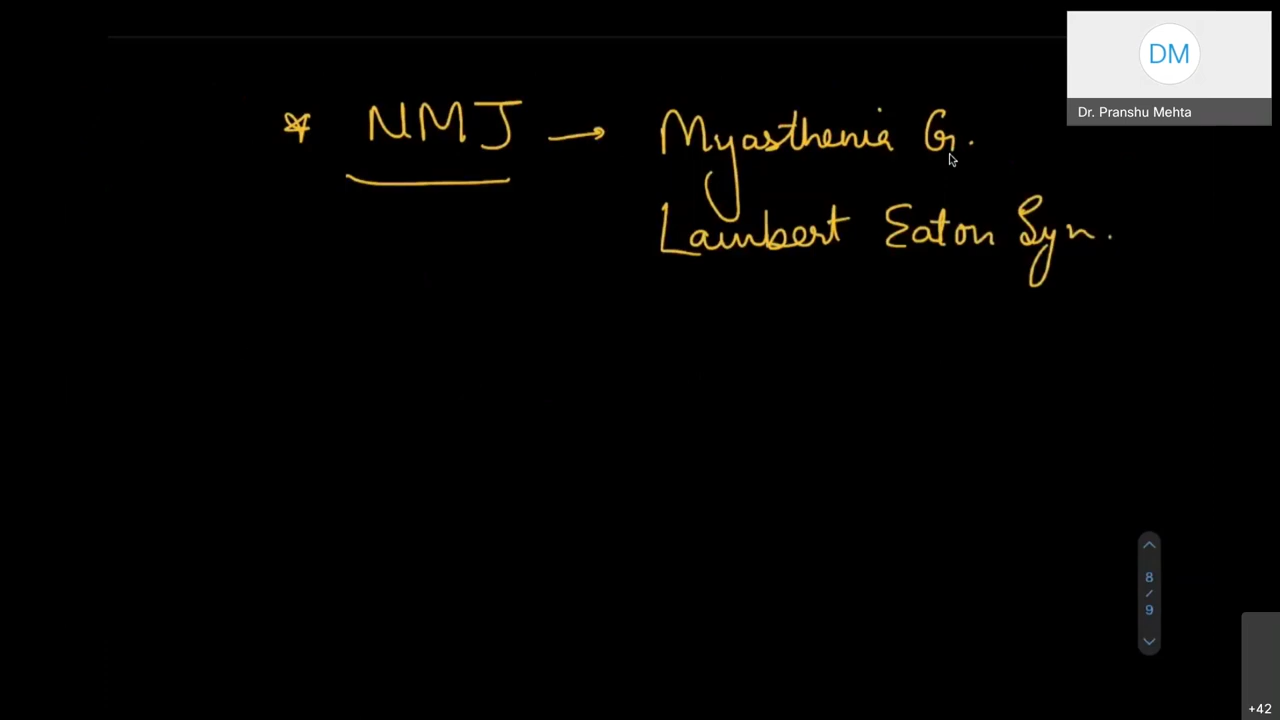 DM
Dr. Pranshu Mehta
* NMJ → Myasthenia G.
Lambert Eaton Syn.
8
/
9
+42